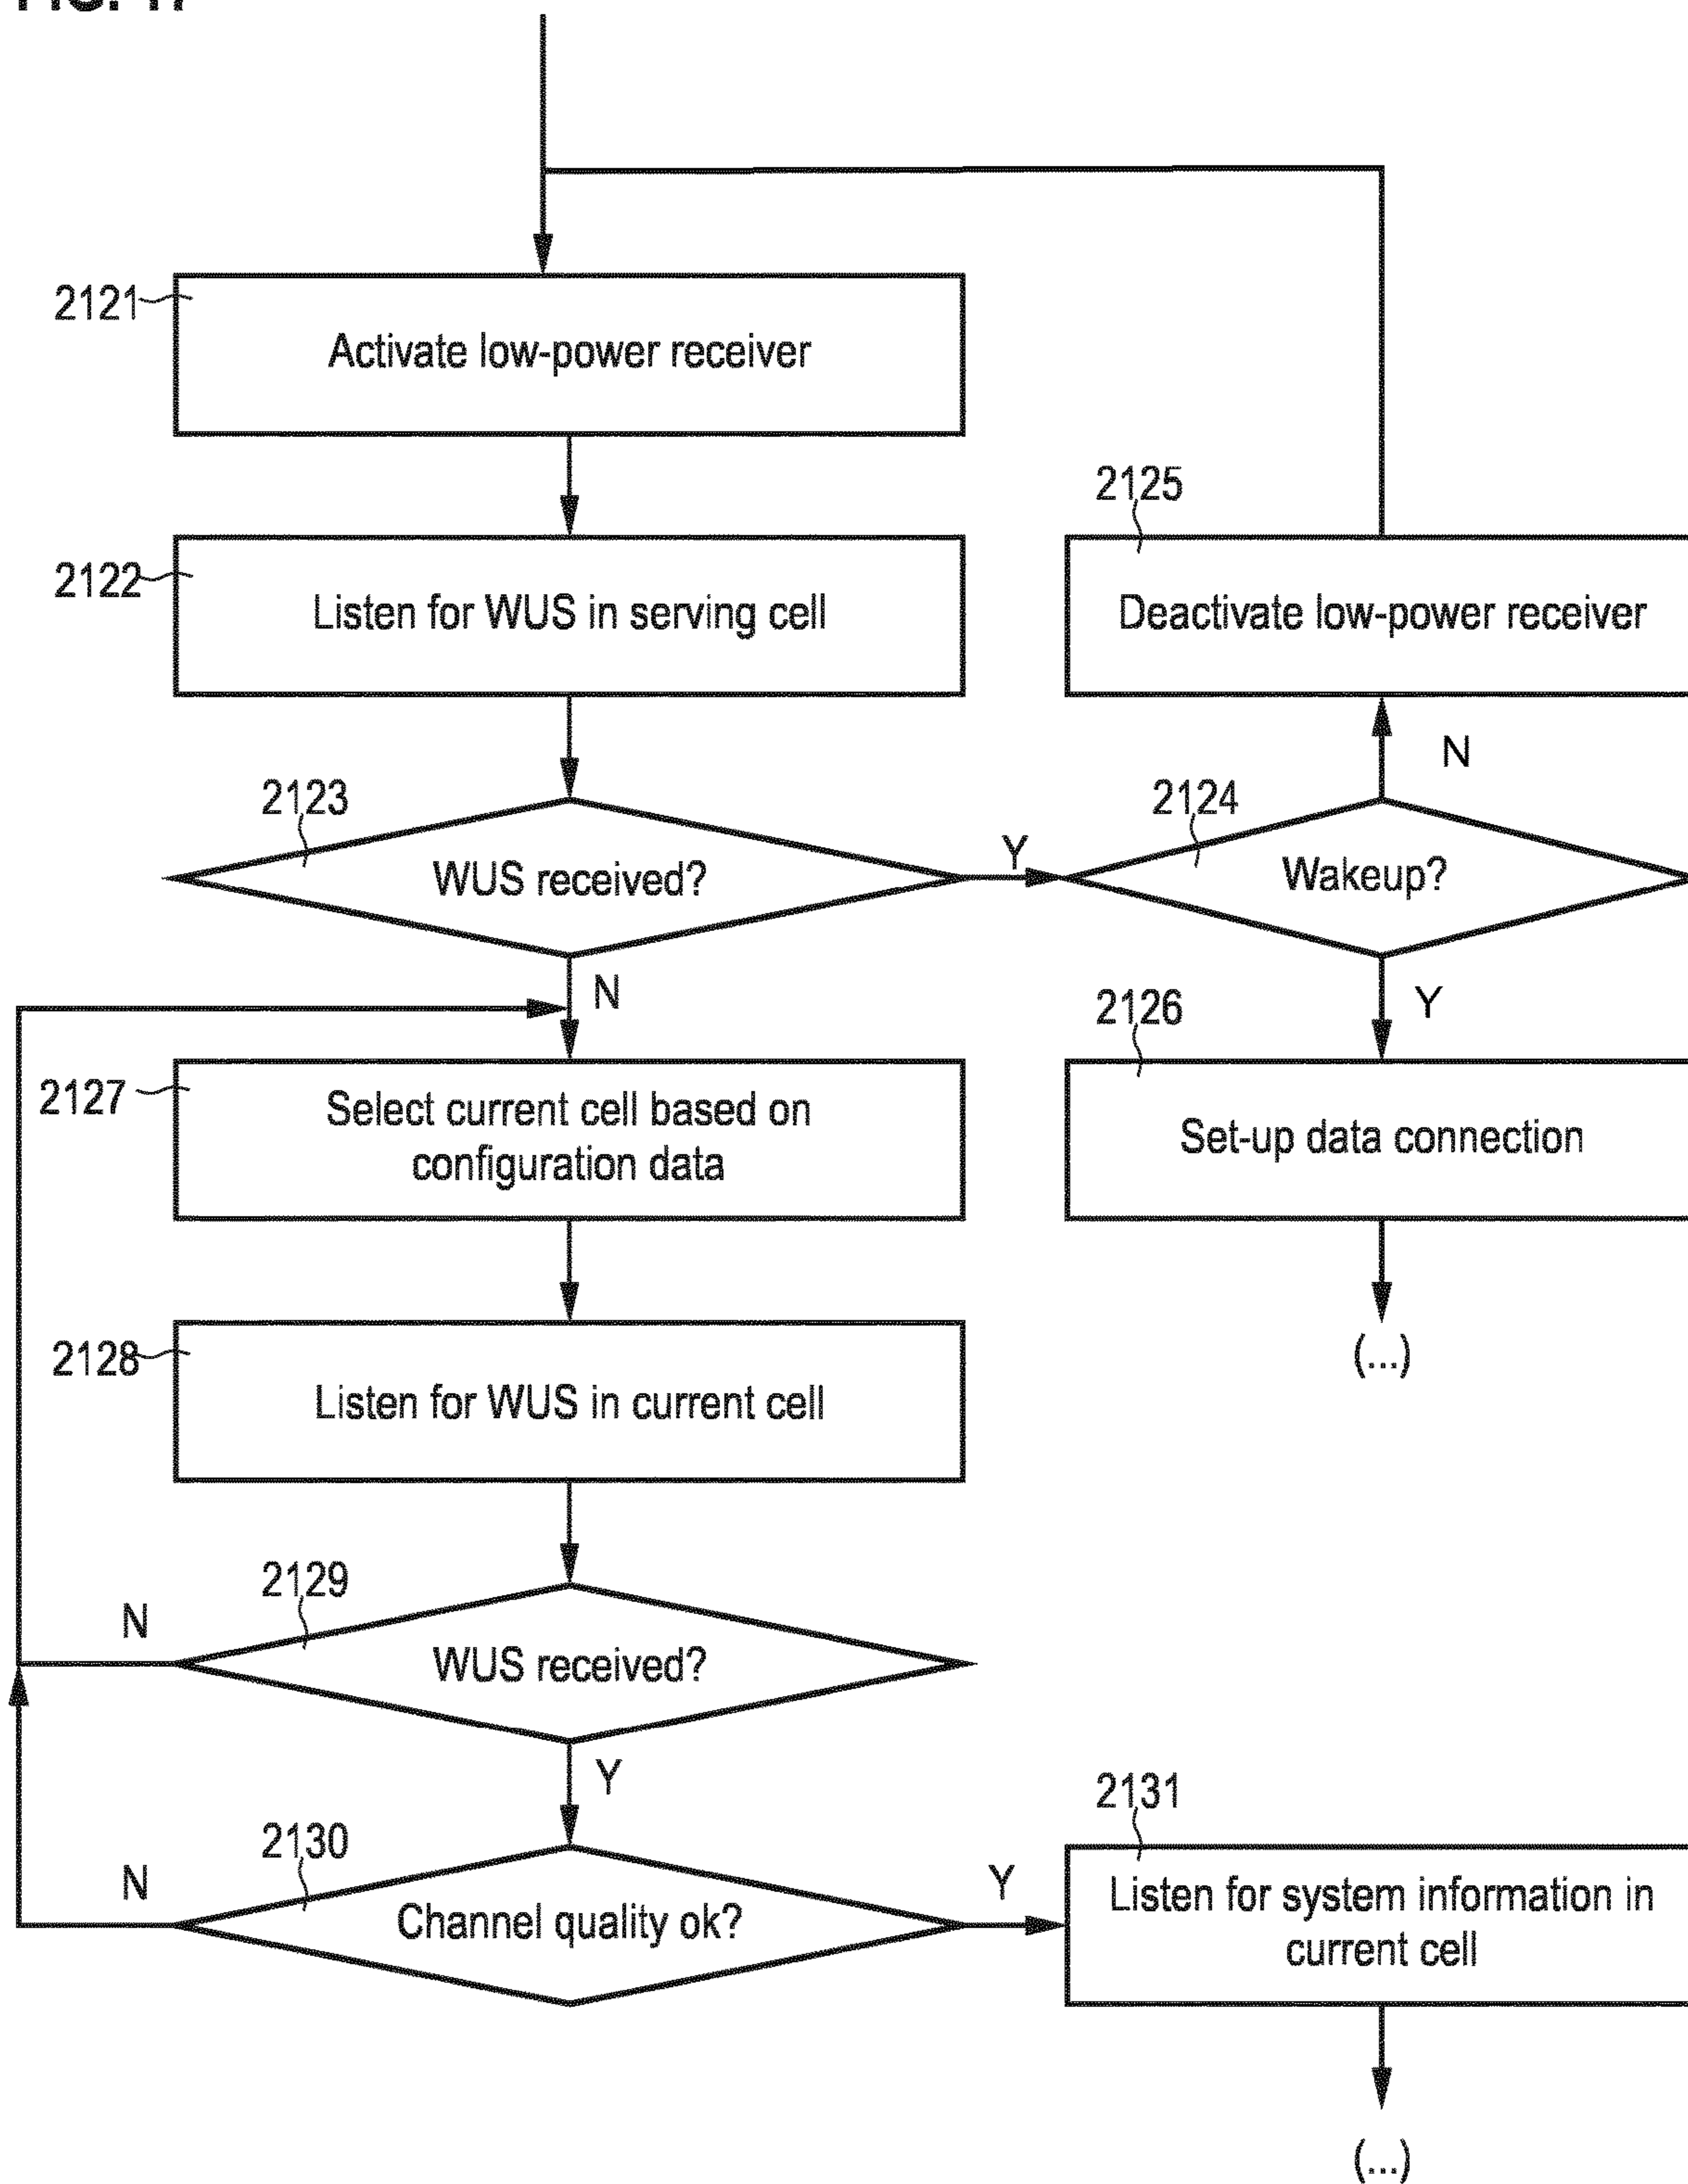 2121
Activate low-power receiver
2125
2122
Listen for WUS in serving cell
Deactivate low-power receiver
N
2123
2124
WUS received?
Y
Wakeup?
N
Y
2126
2127
Select current cell based on
configuration data
Set-up data connection
2128
Listen for WUS in current cell
(...)
2129
N
WUS received?
Y
2131
2130
N
Channel quality ok?
Y
Listen for system information in
current cell
(...)